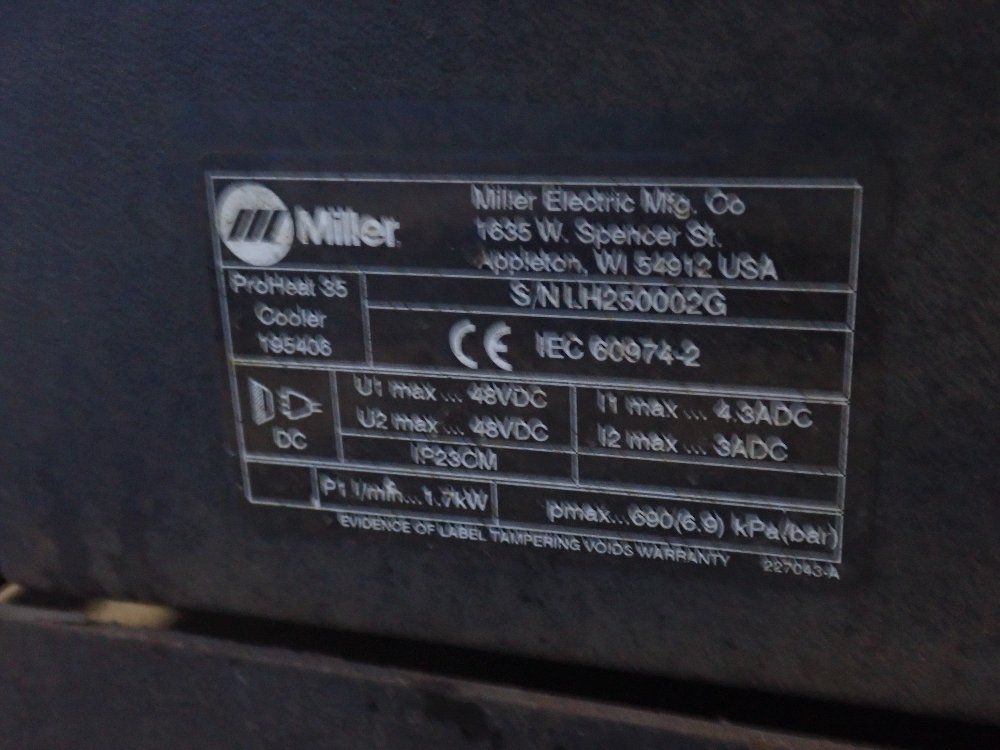 Miller
Miller Electric Mfg. Co
1635 W. Spencer St.
Appleton, WI 54912 USA
ProHeat 35
Cooler
195406
S/N LH250002G
CE IEC 60974-2
DC
U1 max ... 48VDC
U2 max ... 48VDC
I1 max ... 4.3ADC
I2 max ... 3ADC
IP23CM
P1 l/min...1.7kW
pmax...690(6.9) kPa(bar)
EVIDENCE OF LABEL TAMPERING VOIDS WARRANTY
227043-A